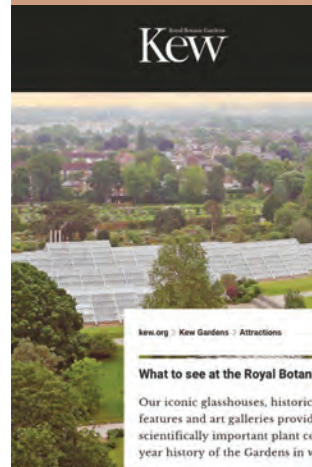 Royal Botanic Gardens
Kew
kew.org > Kew Gardens > Attractions
What to see at the Royal Botan
Our iconic glasshouses, historic
features and art galleries provid
scientifically important plant c
year history of the Gardens in